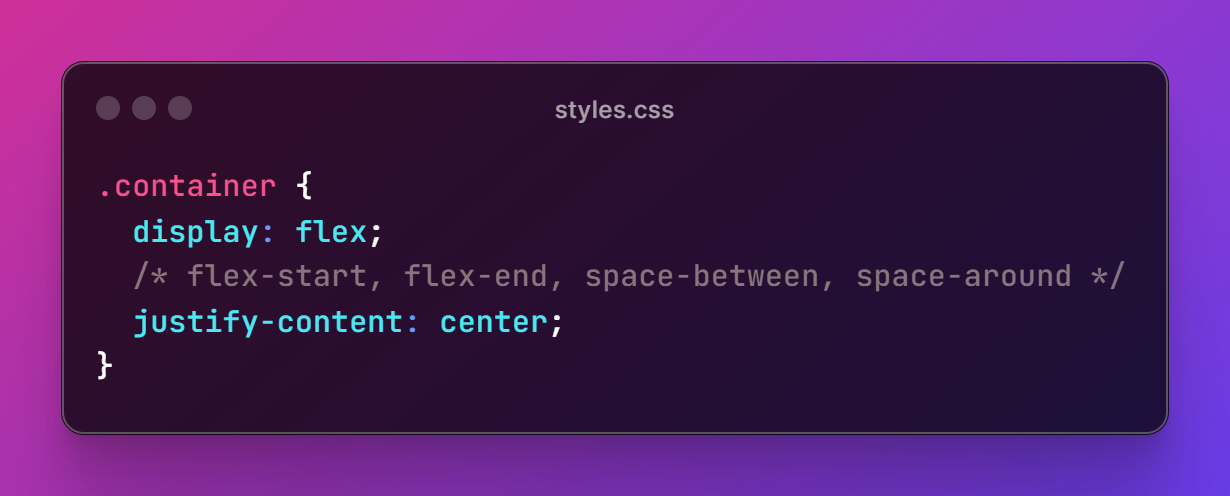 styles.css
.container {
  display: flex;
  /* flex-start, flex-end, space-between, space-around */
  justify-content: center;
}